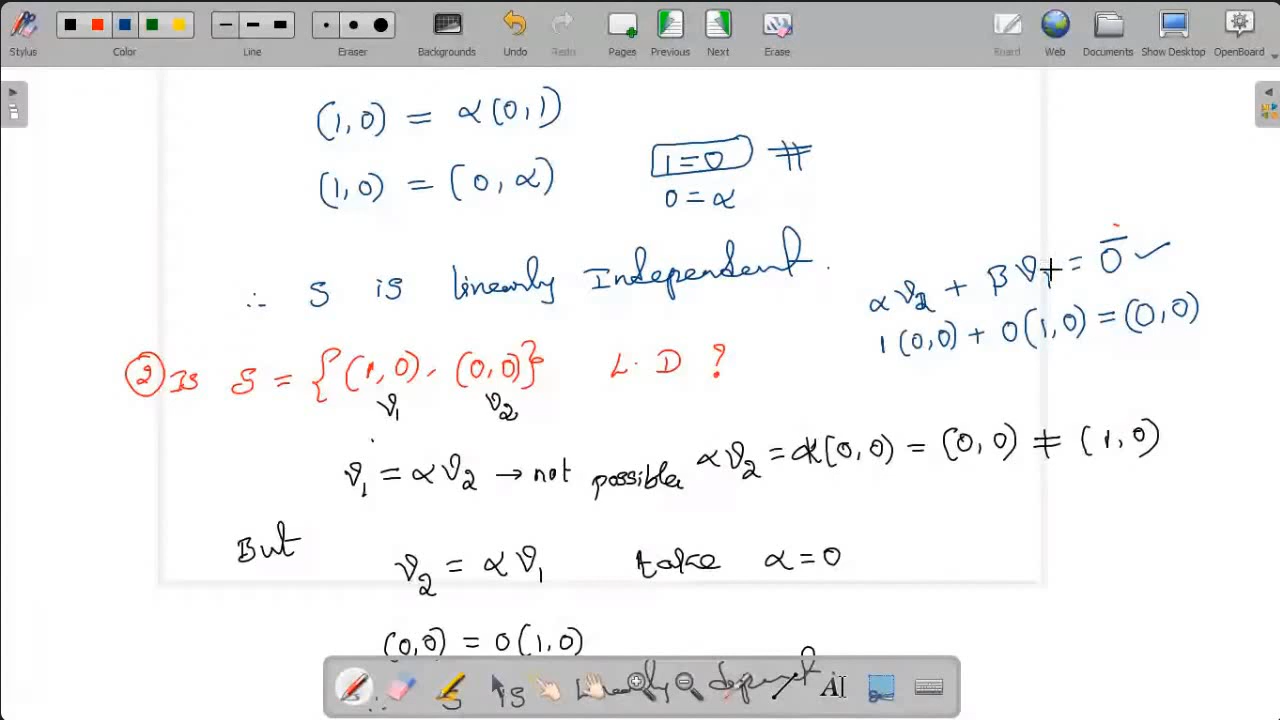 Stylus Color Line Eraser Backgrounds Undo Redo Pages Previous Next Erase Board Web Documents Show Desktop OpenBoard
(1,0) = α(0,1)
(1,0) = (0,α)
1=0 #
0=α
∴ S is linearly Independent.
αv₂ + βv₁ = 0̅ ✓
1(0,0) + 0(1,0) = (0,0)
② Is S = {(1,0), (0,0)} L.D ?
v₁ v₂
v₁ = αv₂ → not possible αv₂ = α(0,0) = (0,0) ≠ (1,0)
But
v₂ = αv₁ take α=0
(0,0) = 0(1,0)
is Linearly